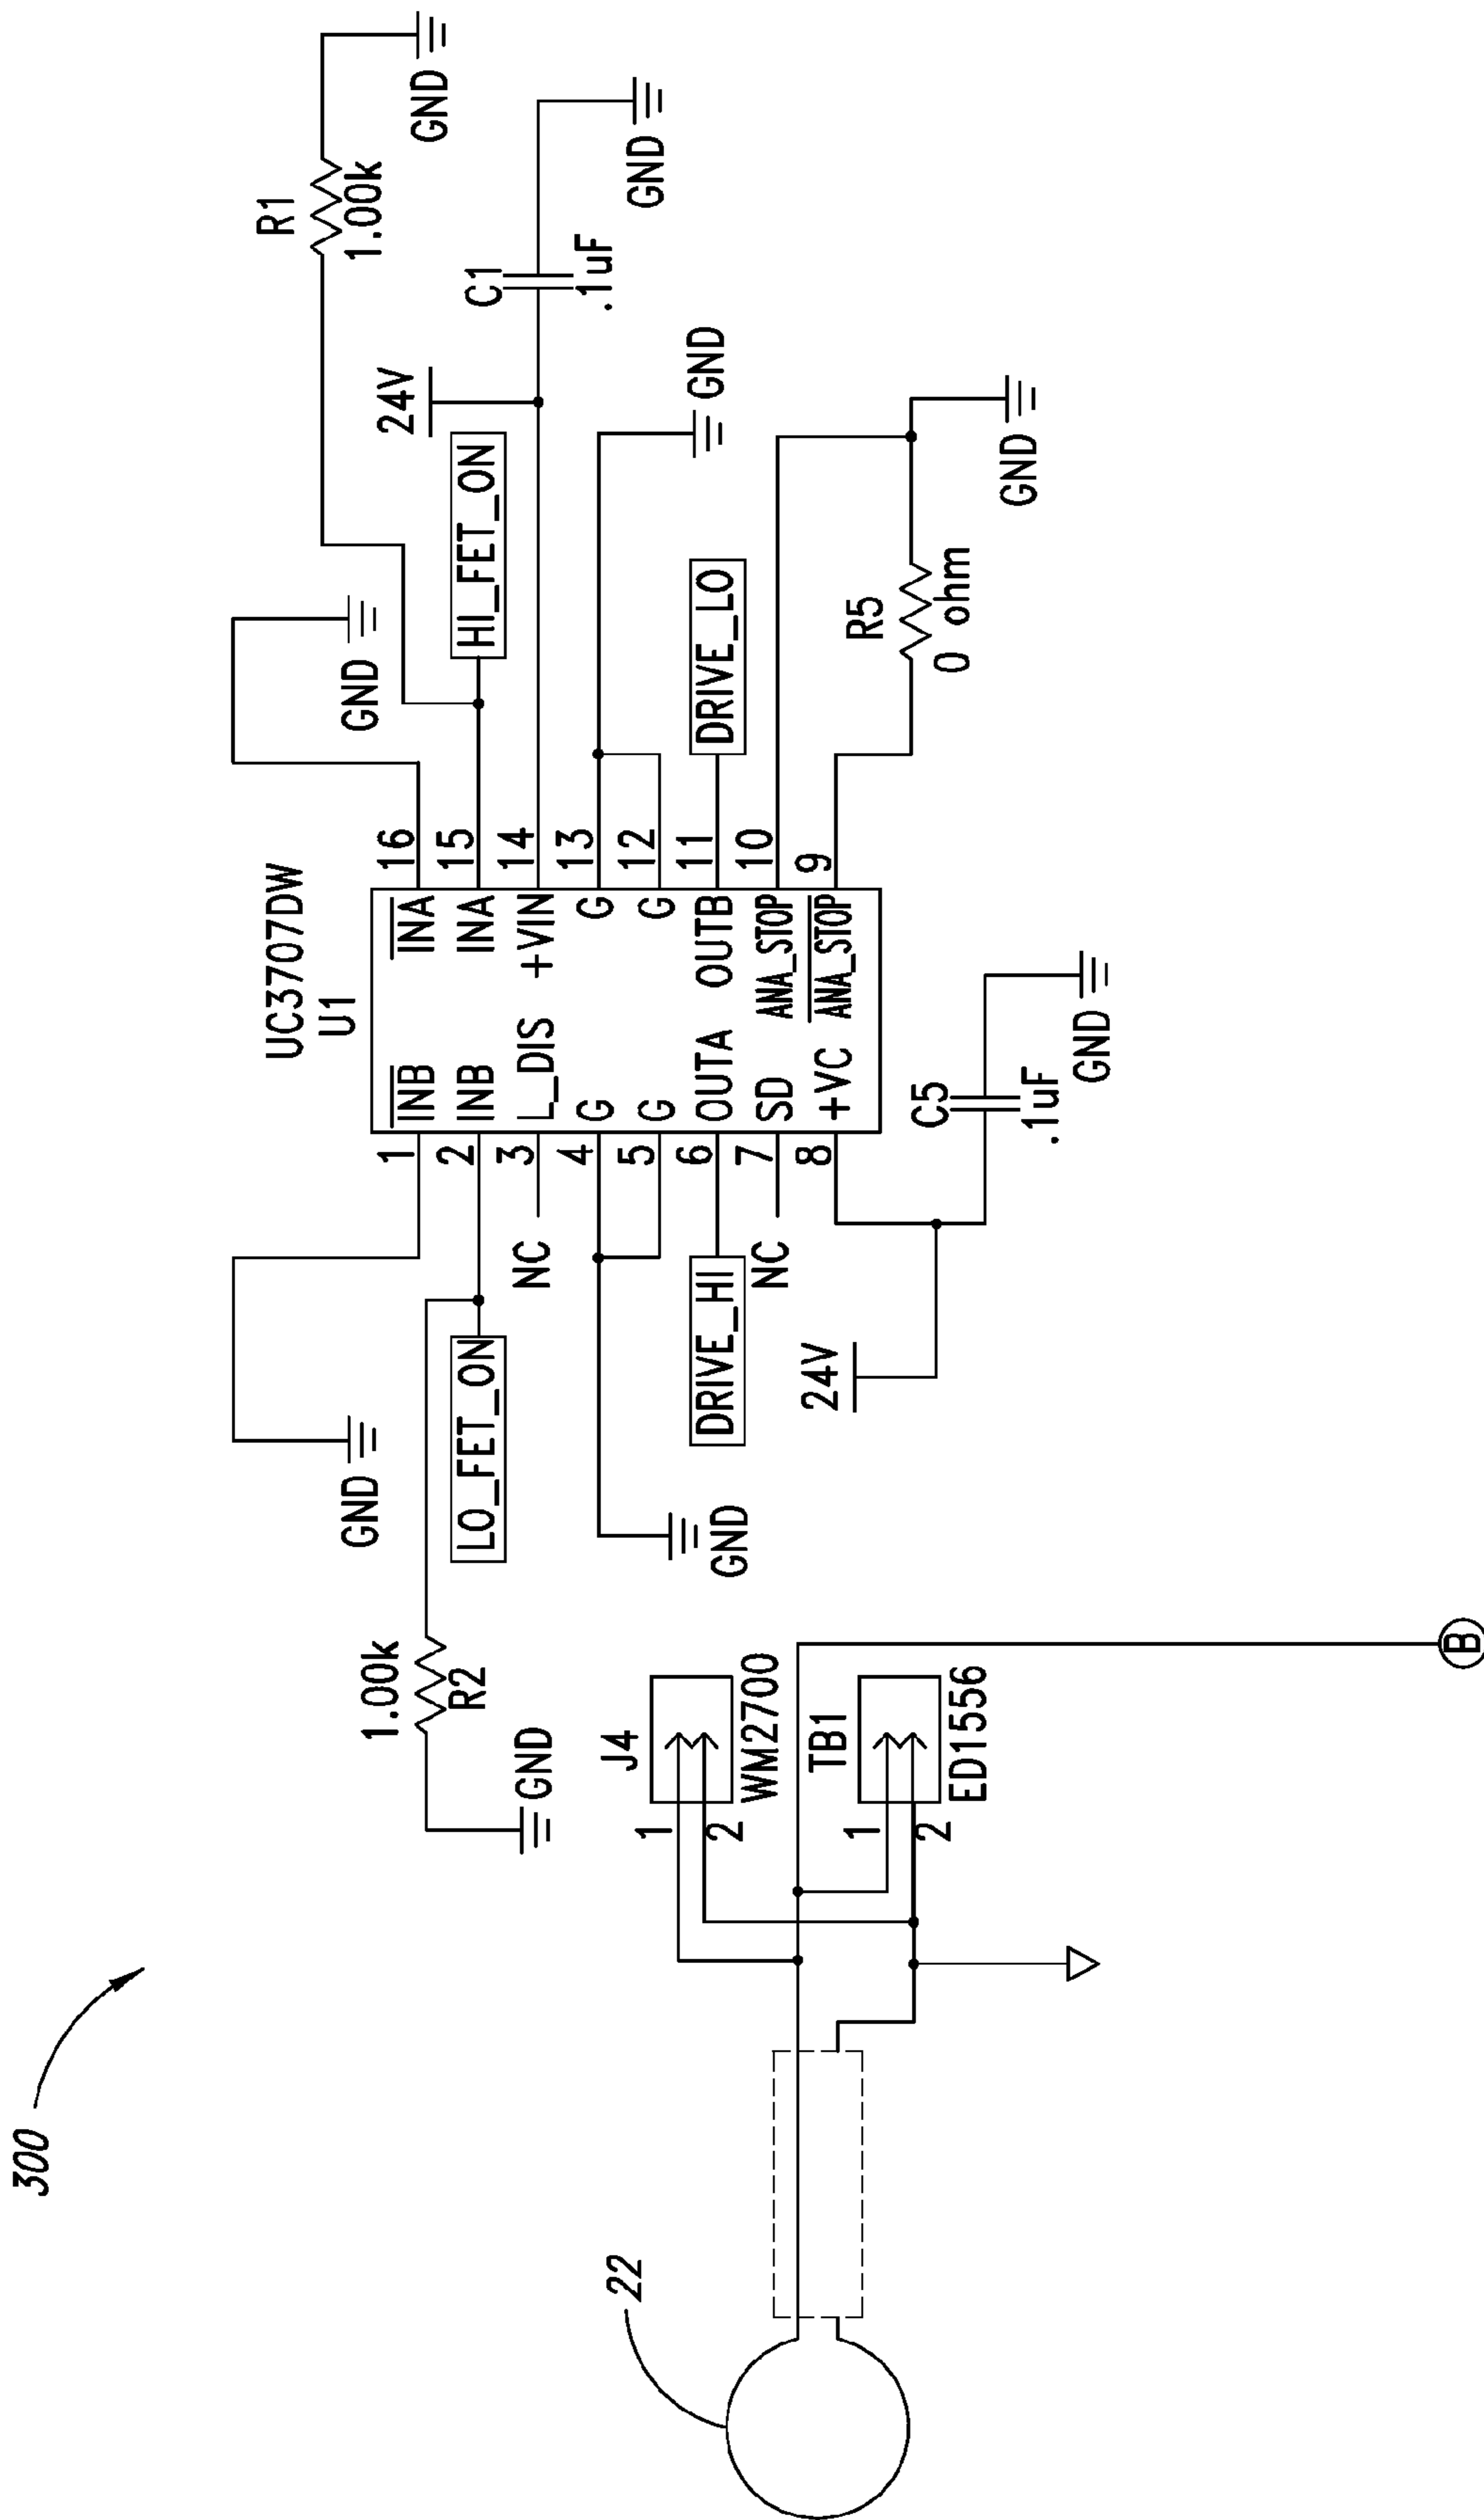 300
22
UC3707DW
U1
INB
INB
L_DIS
G
G
OUTA
SD
+VC
INA
INA
+VIN
G
G
OUTB
ANA_STOP
ANA_STOP
1
2
3
4
5
6
7
8
16
15
14
13
12
11
10
9
GND
LO_FET_ON
1.00k
R2
GND
NC
GND
DRIVE_HI
NC
24V
C5
.1uF
GND
GND
R1
1.00k
GND
HI_FET_ON
24V
C1
.1uF
GND
GND
DRIVE_LO
R5
0 ohm
GND
J4
1
2
WM2700
TB1
1
2
ED1556
B